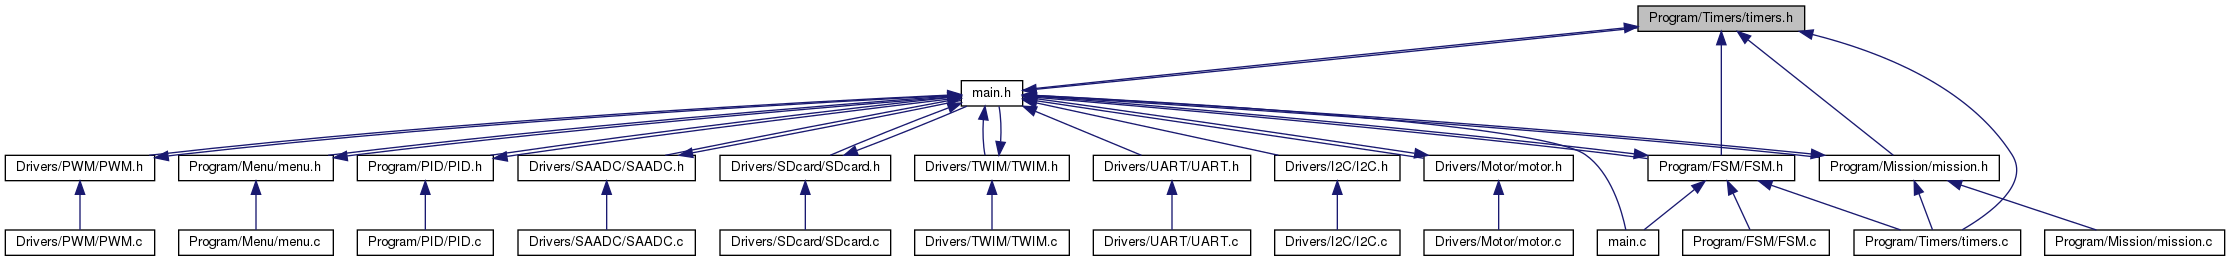 Program/Timers/timers.h
main.h
Drivers/PWM/PWM.h
Program/Menu/menu.h
Program/PID/PID.h
Drivers/SAADC/SAADC.h
Drivers/SDcard/SDcard.h
Drivers/TWIM/TWIM.h
Drivers/UART/UART.h
Drivers/I2C/I2C.h
Drivers/Motor/motor.h
Program/FSM/FSM.h
Program/Mission/mission.h
Drivers/PWM/PWM.c
Program/Menu/menu.c
Program/PID/PID.c
Drivers/SAADC/SAADC.c
Drivers/SDcard/SDcard.c
Drivers/TWIM/TWIM.c
Drivers/UART/UART.c
Drivers/I2C/I2C.c
Drivers/Motor/motor.c
main.c
Program/FSM/FSM.c
Program/Timers/timers.c
Program/Mission/mission.c